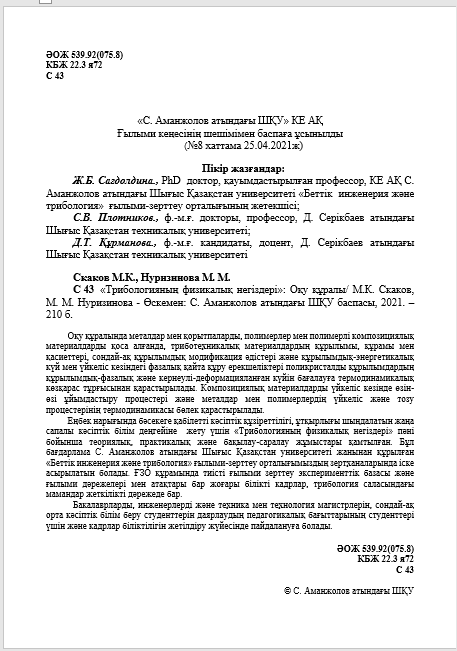 ӘОЖ 539.92(075.8)
КБЖ 22.3 я72
С 43
«С. Аманжолов атындағы ШҚУ» КЕ АҚ
Ғылыми кеңесінің шешімімен баспаға ұсынылды
(№8 хаттама 25.04.2021ж)
Пікір жазғандар:
Ж.Б. Сагдолдина., PhD доктор, қауымдастырылған профессор, КЕ АҚ С.
Аманжолов атындағы Шығыс Қазақстан университеті «Беттік инженерия және
трибология» ғылыми-зерттеу орталығының жетекшісі;
С.В. Плотников., ф.-м.ғ. докторы, профессор, Д. Серікбаев атындағы
Шығыс Қазақстан техникалық университеті;
Д.Т. Құрманова., ф.-м.ғ. кандидаты, доцент, Д. Серікбаев атындағы
Шығыс Қазақстан техникалық университеті
Скаков М.К., Нуризинова М. М.
С 43 «Трибологияның физикалық негіздері»: Оқу құралы/ М.К. Скаков,
М. М. Нуризинова - Өскемен: С. Аманжолов атындағы ШҚУ баспасы, 2021. –
210 б.
Оқу құралында металдар мен қорытпаларды, полимерлер мен полимерлі композициялық
материалдарды қоса алғанда, триботехникалық материалдардың құрылымы, құрамы мен
қасиеттері, сондай-ақ құрылымдық модификация әдістері және құрылымдық-энергетикалық
күй мен үйкеліс кезіндегі фазалық қайта құру ерекшеліктері поликристалды құрылымдардың
құрылымдық-фазалық және кернеулі-деформацияланған күйін бағалауға термодинамикалық
көзқарас тұрғысынан қарастырылады. Композициялық материалдарды үйкеліс кезінде өзін-
өзі ұйымдастыру процестері және металдар мен полимерлердің үйкеліс және тозу
процестерінің термодинамикасы бөлек қарастырылады.
Еңбек нарығында бәсекеге қабілетті кәсіптік құзіреттілігі, ұтқырлығы шыңдалатын жаңа
сапалы кәсіптік білім деңгейіне жету үшін «Трибологияның физикалық негіздері» пәні
бойынша теориялық, практикалық және бақылау-саралау жұмыстары қамтылған. Бұл
бағдарлама С. Аманжолов атындағы Шығыс Қазақстан университеті жанынан құрылған
«Беттік инженерия және трибология» ғылыми-зерттеу орталығымыздың зертханаларында іске
асырылатын болады. ҒЗО құрамында тиісті ғылыми зерттеу эксперименттік базасы және
ғылыми дәрежелері мен атақтары бар жоғары білікті кадрлар, трибология саласындағы
мамандар жеткілікті дәрежеде бар.
Бакалаврларды, инженерлерді және техника мен технология магистрлерін, сондай-ақ
орта кәсіптік білім беру студенттерін даярлаудың педагогикалық бағыттарының студенттері
үшін және кадрлар біліктілігін жетілдіру жүйесінде пайдалануға болады.
ӘОЖ 539.92(075.8)
КБЖ 22.3 я72
С 43
© С. Аманжолов атындағы ШҚУ